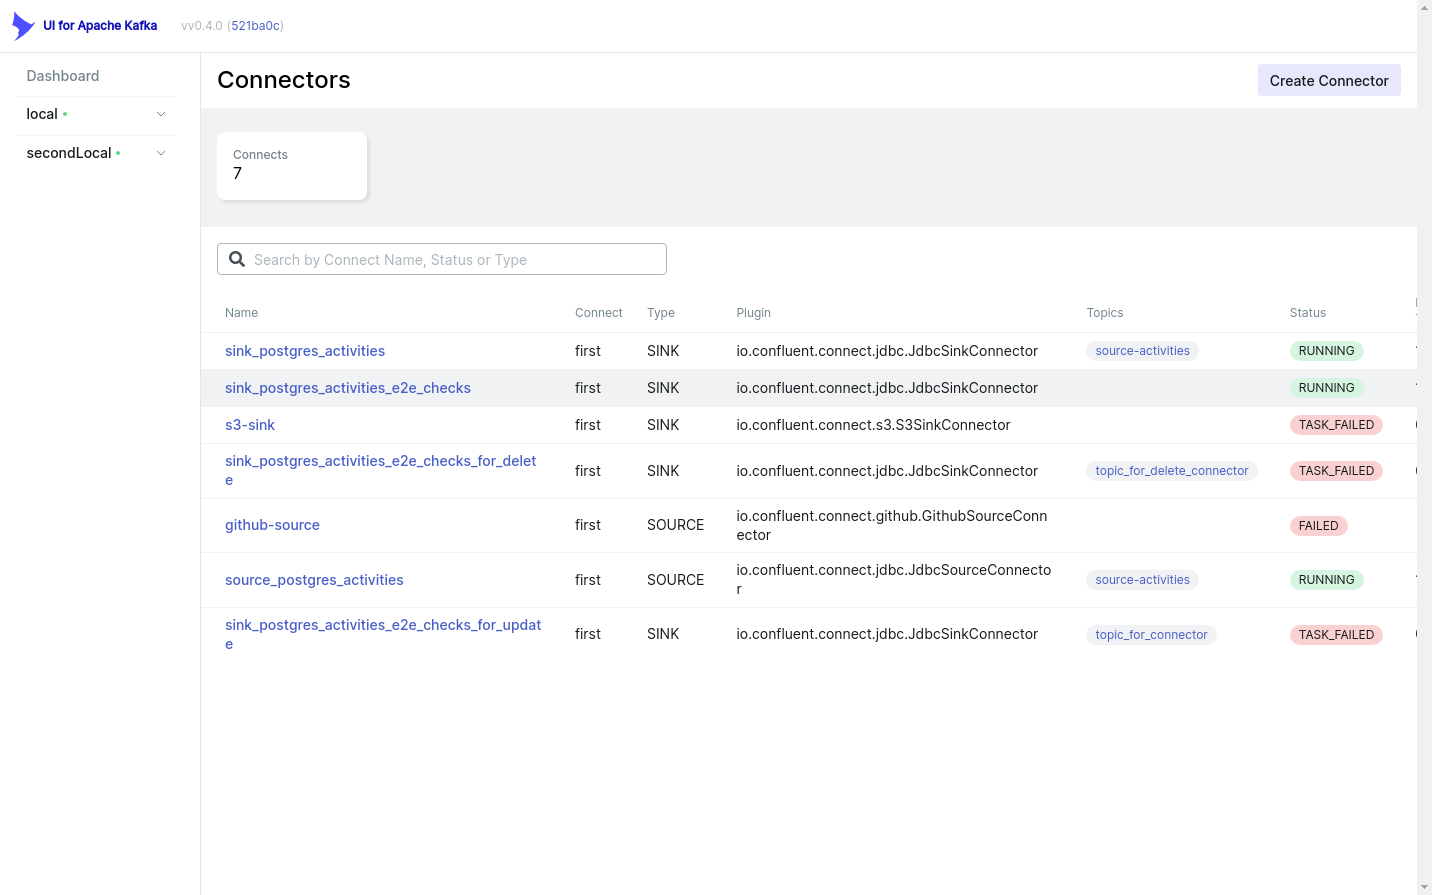 UI for Apache Kafka vv0.4.0 (521ba0c)
Dashboard
local
secondLocal
Connectors
Create Connector
Connects
7
Search by Connect Name, Status or Type
Name Connect Type Plugin Topics Status
sink_postgres_activities first SINK io.confluent.connect.jdbc.JdbcSinkConnector source-activities RUNNING
sink_postgres_activities_e2e_checks first SINK io.confluent.connect.jdbc.JdbcSinkConnector RUNNING
s3-sink first SINK io.confluent.connect.s3.S3SinkConnector TASK_FAILED
sink_postgres_activities_e2e_checks_for_delet
e first SINK io.confluent.connect.jdbc.JdbcSinkConnector topic_for_delete_connector TASK_FAILED
github-source first SOURCE io.confluent.connect.github.GithubSourceConn
ector FAILED
source_postgres_activities first SOURCE io.confluent.connect.jdbc.JdbcSourceConnecto
r source-activities RUNNING
sink_postgres_activities_e2e_checks_for_updat
e first SINK io.confluent.connect.jdbc.JdbcSinkConnector topic_for_connector TASK_FAILED